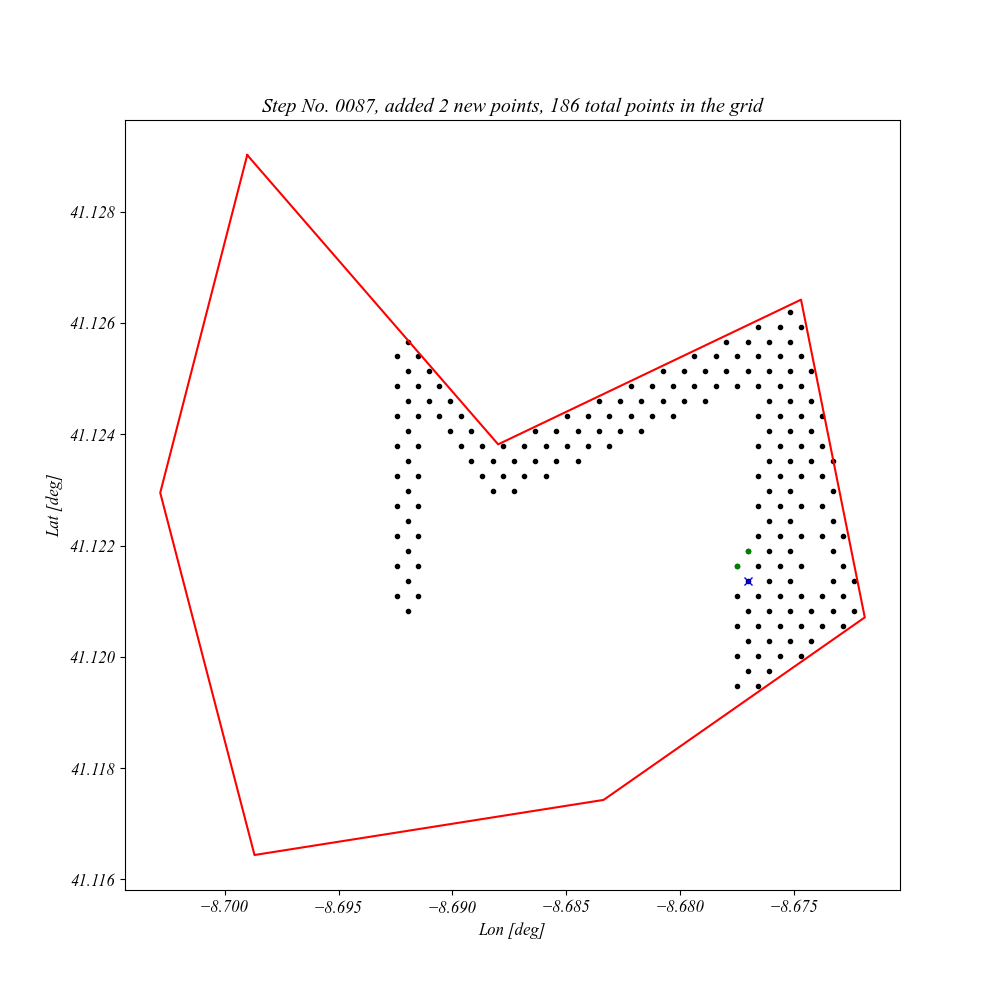 Step No. 0087, added 2 new points, 186 total points in the grid
41.128
41.126
41.124
41.122
41.120
41.118
41.116
Lat [deg]
−8.700 −8.695 −8.690 −8.685 −8.680 −8.675
Lon [deg]